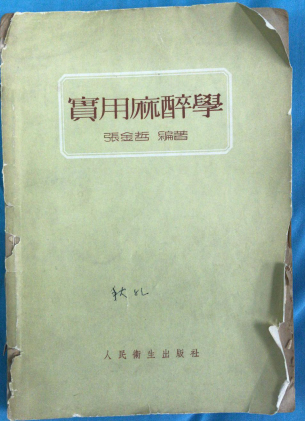 實用麻醉學
張金哲 編著
人民衛生出版社